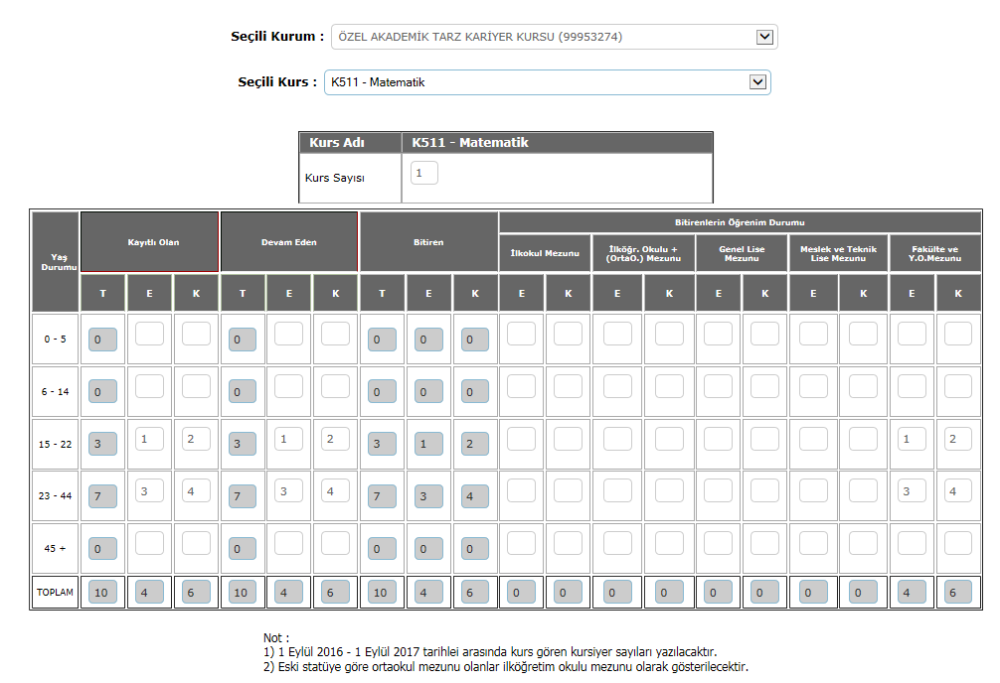 Seçili Kurum : ÖZEL AKADEMİK TARZ KARİYER KURSU (99953274)
Seçili Kurs : K511 - Matematik
Kurs Adı K511 - Matematik
Kurs Sayısı 1
Yaş Durumu Kayıtlı Olan Devam Eden Bitiren Bitirenlerin Öğrenim Durumu
İlkokul Mezunu İlköğr. Okulu + (OrtaO.) Mezunu Genel Lise Mezunu Meslek ve Teknik Lise Mezunu Fakülte ve Y.O.Mezunu
T E K T E K T E K E K E K E K E K E K
0 - 5 0 0 0 0 0
6 - 14 0 0 0 0 0
15 - 22 3 1 2 3 1 2 3 1 2 1 2
23 - 44 7 3 4 7 3 4 7 3 4 3 4
45 + 0 0 0 0 0
TOPLAM 10 4 6 10 4 6 10 4 6 0 0 0 0 0 0 0 0 4 6
Not :
1) 1 Eylül 2016 - 1 Eylül 2017 tarihlei arasında kurs gören kursiyer sayıları yazılacaktır.
2) Eski statüye göre ortaokul mezunu olanlar ilköğretim okulu mezunu olarak gösterilecektir.